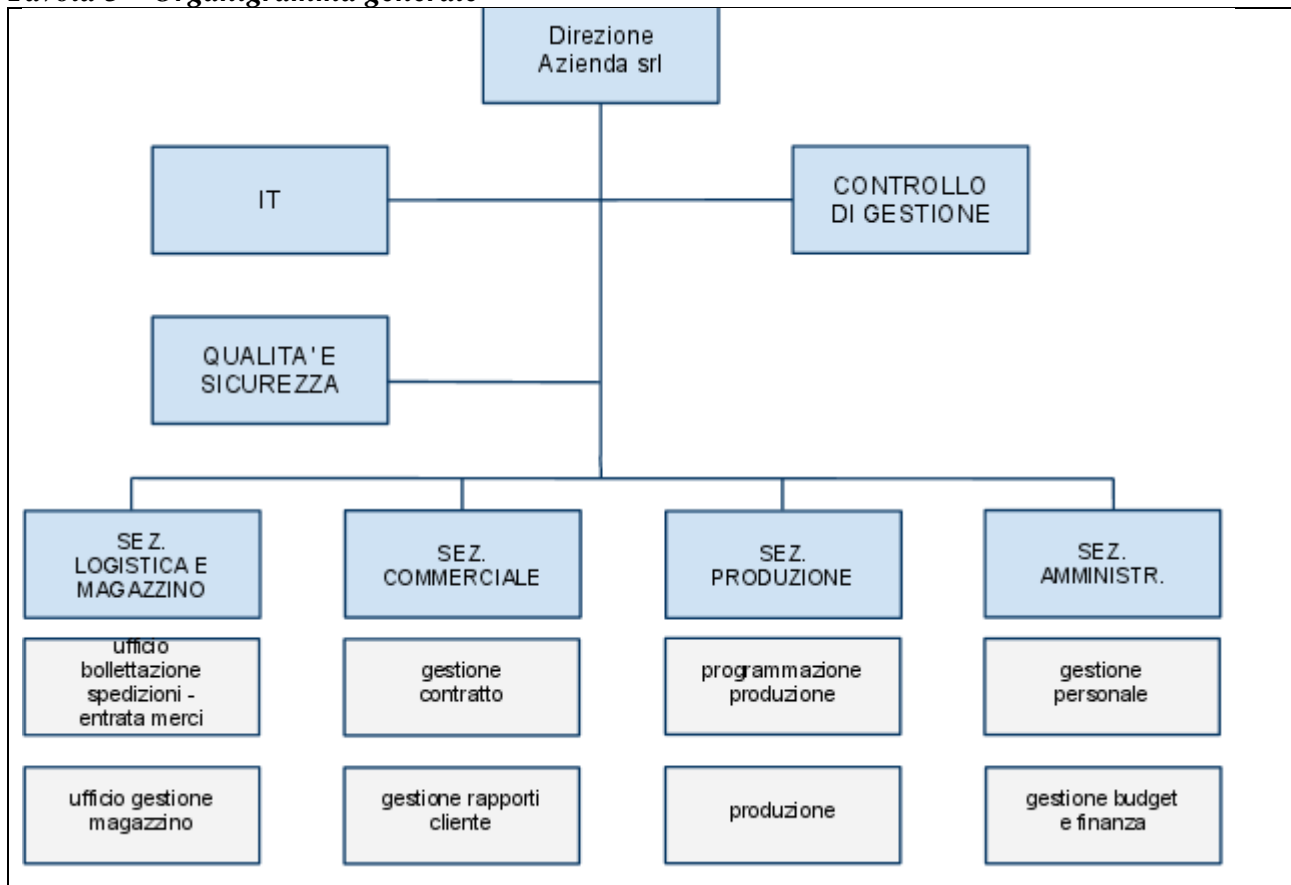 Direzione
Azienda srl
IT
CONTROLLO
DI GESTIONE
QUALITA' E
SICUREZZA
SEZ.
LOGISTICA E
MAGAZZINO
SEZ.
COMMERCIALE
SEZ.
PRODUZIONE
SEZ.
AMMINISTR.
ufficio
bollettazione
spedizioni -
entrata merci
gestione
contratto
programmazione
produzione
gestione
personale
ufficio gestione
magazzino
gestione rapporti
cliente
produzione
gestione budget
e finanza